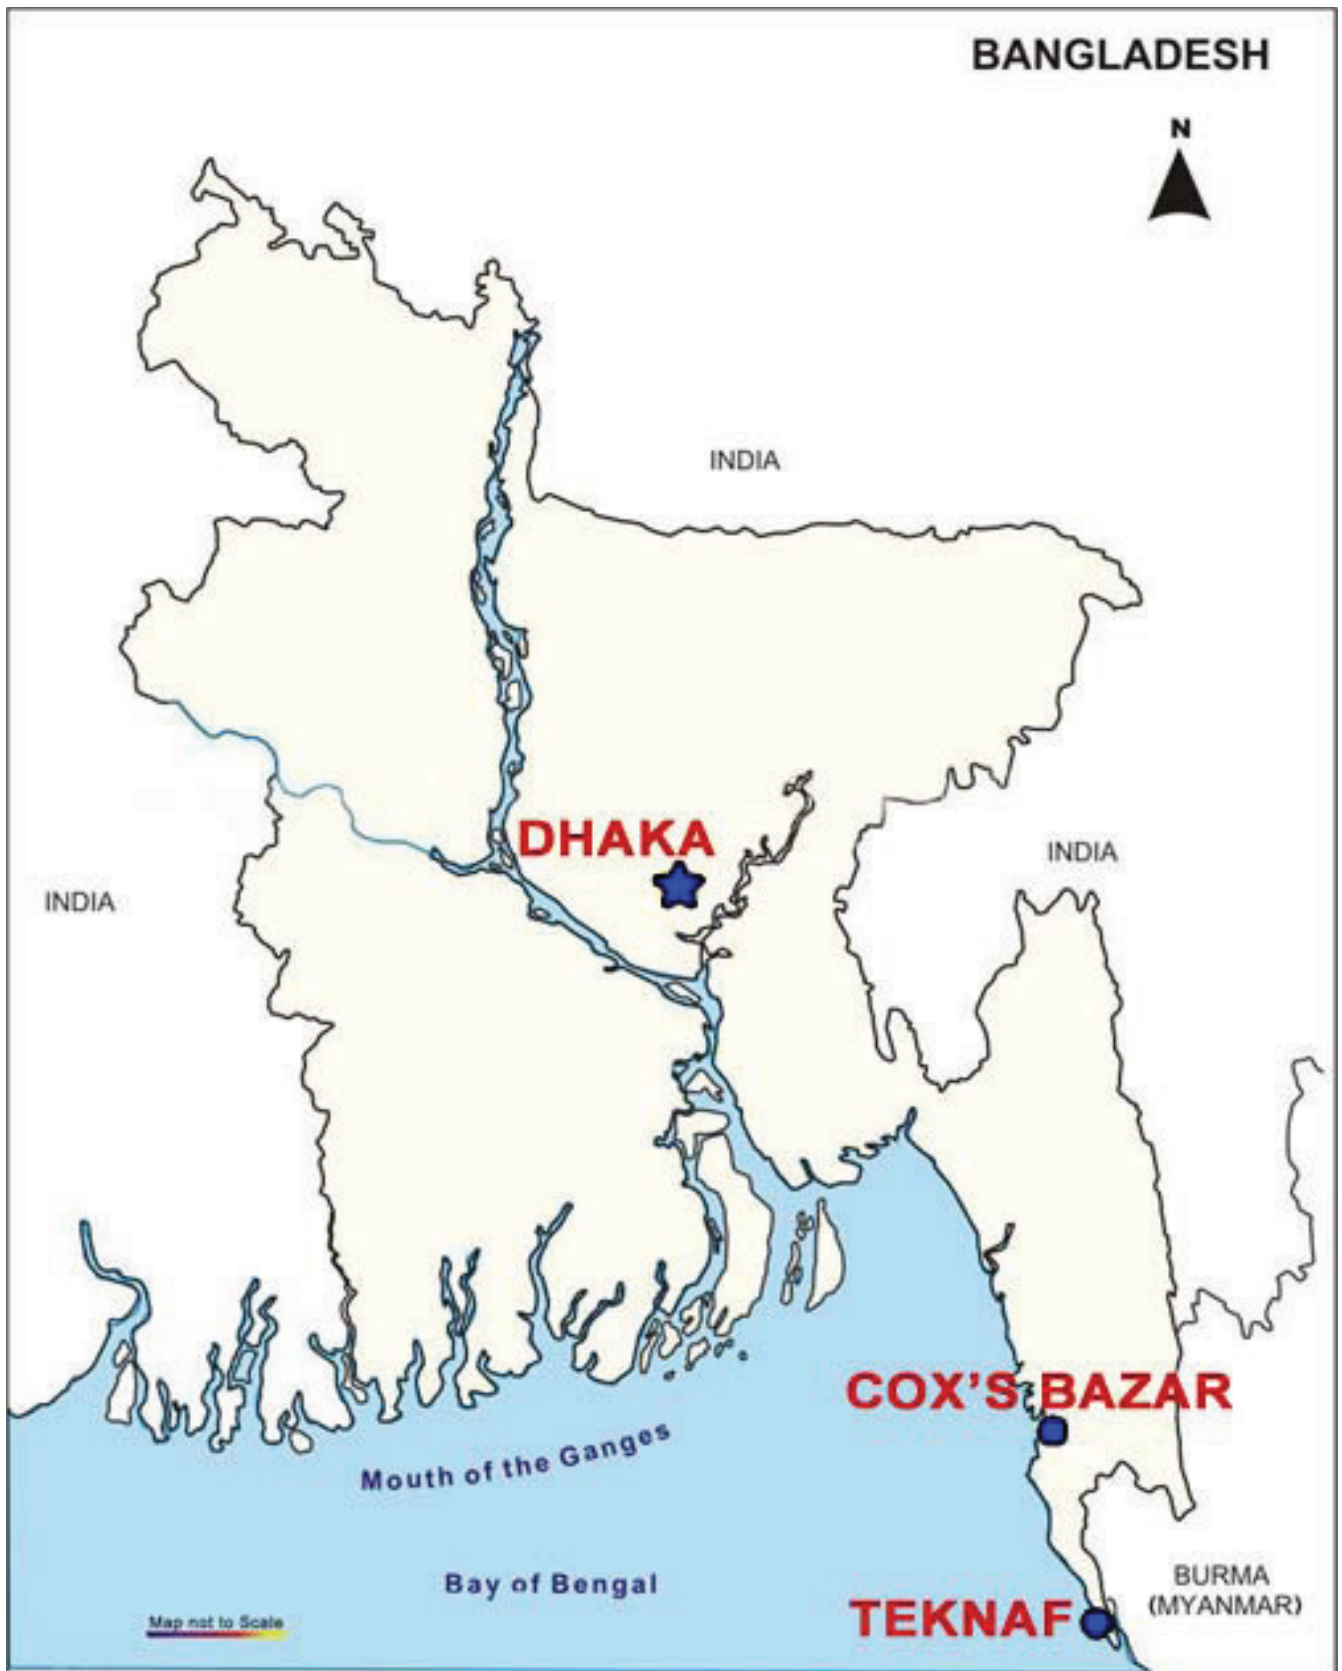 BANGLADESH
N
INDIA
DHAKA
INDIA
INDIA
COX'S BAZAR
Mouth of the Ganges
Bay of Bengal
BURMA
(MYANMAR)
TEKNAF
Map not to Scale